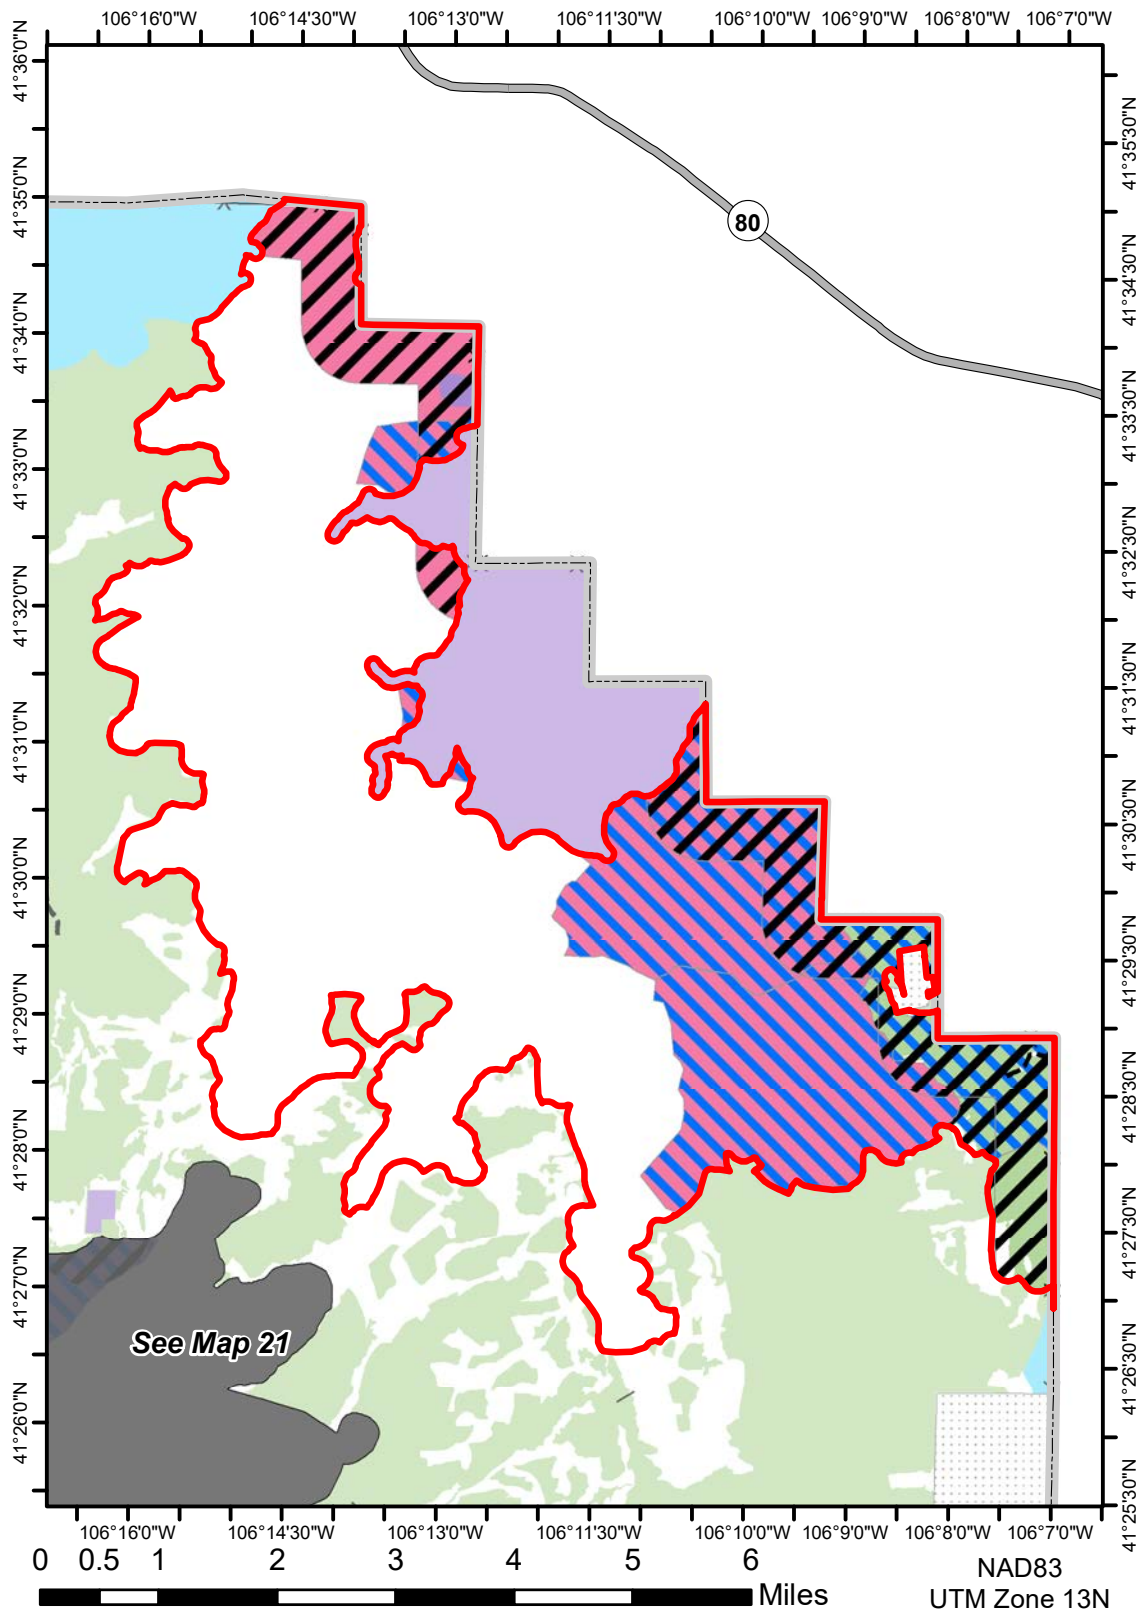 106°16'0"W 106°14'30"W 106°13'0"W 106°11'30"W 106°10'0"W 106°9'0"W 106°8'0"W 106°7'0"W
41°36'0"N
41°35'0"N
41°34'0"N
41°33'0"N
41°32'0"N
41°31'0"N
41°30'0"N
41°29'0"N
41°28'0"N
41°27'0"N
41°26'0"N
80
See Map 21
41°35'30"N
41°34'30"N
41°33'30"N
41°32'30"N
41°31'30"N
41°30'30"N
41°29'30"N
41°28'30"N
41°27'30"N
41°26'30"N
41°25'30"N
106°16'0"W 106°14'30"W 106°13'0"W 106°11'30"W 106°10'0"W 106°9'0"W 106°8'0"W 106°7'0"W
0 0.5 1 2 3 4 5 6
Miles
NAD83
UTM Zone 13N